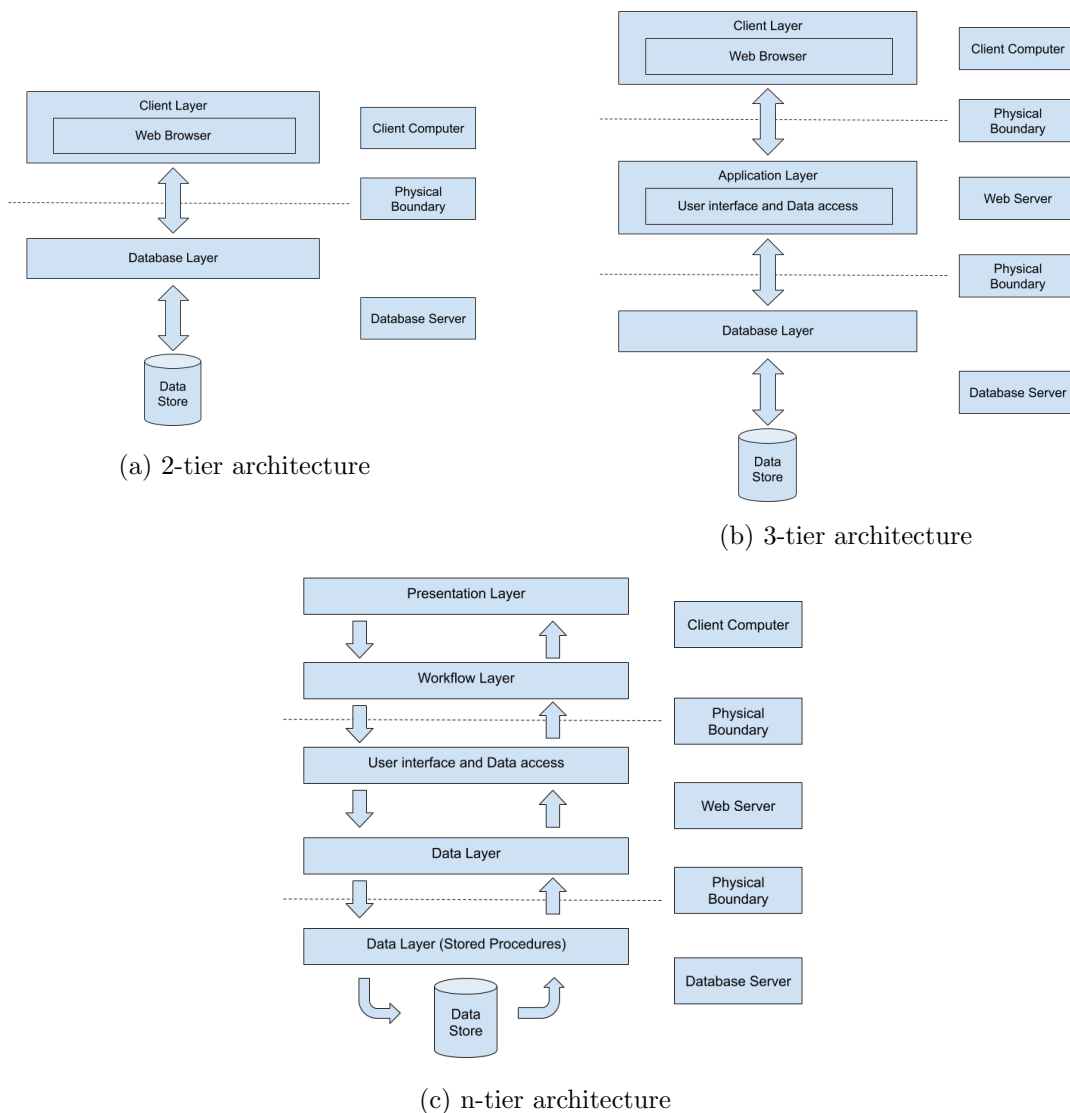 Client Layer
Web Browser
Client Computer
Physical
Boundary
Database Layer
Database Server
Data
Store
(a) 2-tier architecture
Client Layer
Web Browser
Client Computer
Physical
Boundary
Application Layer
User interface and Data access
Web Server
Physical
Boundary
Database Layer
Database Server
Data
Store
(b) 3-tier architecture
Presentation Layer
Client Computer
Workflow Layer
Physical
Boundary
User interface and Data access
Web Server
Data Layer
Physical
Boundary
Data Layer (Stored Procedures)
Database Server
Data
Store
(c) n-tier architecture